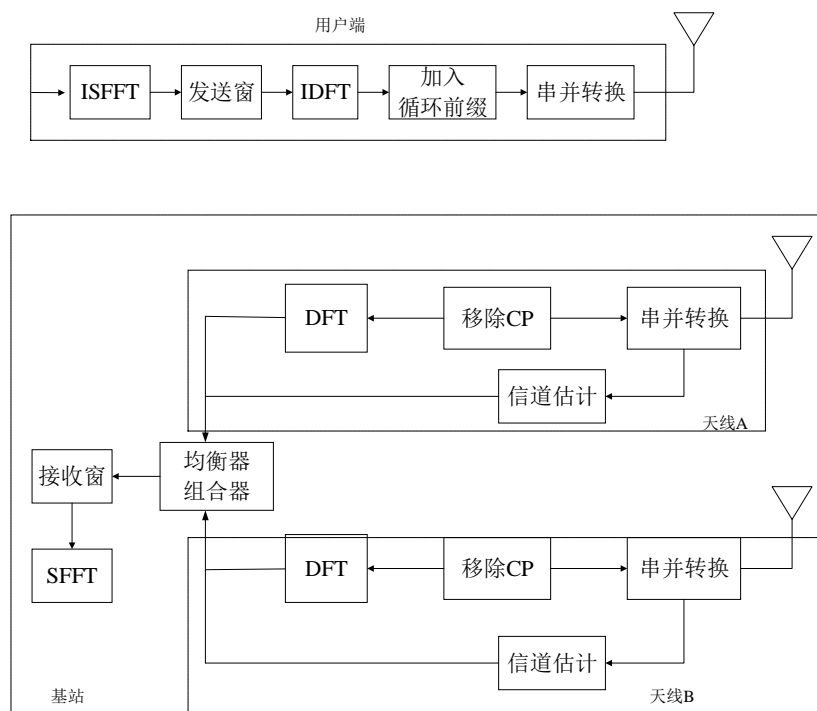 用户端
ISFFT
发送窗
IDFT
加入
循环前缀
串并转换
DFT
移除CP
串并转换
信道估计
天线A
均衡器
组合器
接收窗
SFFT
DFT
移除CP
串并转换
信道估计
基站
天线B